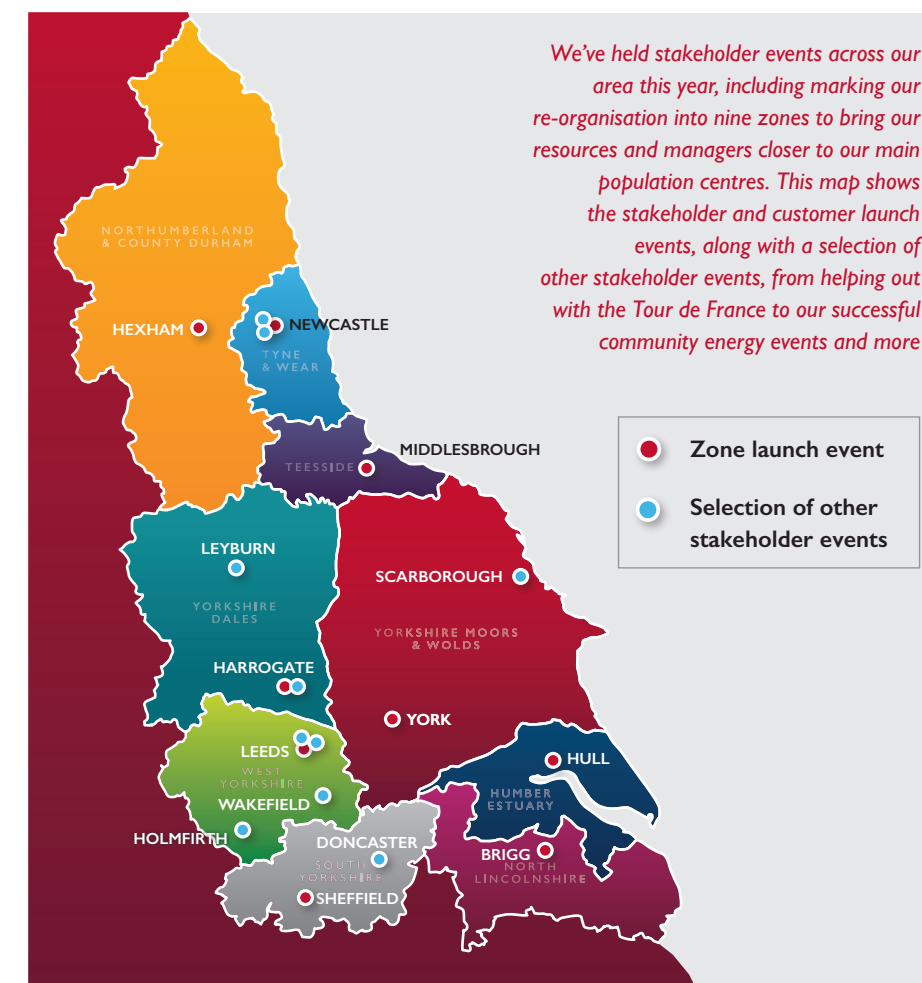 We’ve held stakeholder events across our
area this year, including marking our
re-organisation into nine zones to bring our
resources and managers closer to our main
population centres. This map shows
the stakeholder and customer launch
events, along with a selection of
other stakeholder events, from helping out
with the Tour de France to our successful
community energy events and more
NORTHUMBERLAND
& COUNTY DURHAM
HEXHAM
NEWCASTLE
TYNE
& WEAR
MIDDLESBROUGH
TEESSIDE
Zone launch event
Selection of other
stakeholder events
LEYBURN
YORKSHIRE
DALES
HARROGATE
SCARBOROUGH
YORKSHIRE MOORS
& WOLDS
YORK
LEEDS
WEST
YORKSHIRE
WAKEFIELD
HOLMFIRTH
HULL
HUMBER
ESTUARY
DONCASTER
SOUTH
YORKSHIRE
SHEFFIELD
BRIGG
NORTH
LINCOLNSHIRE